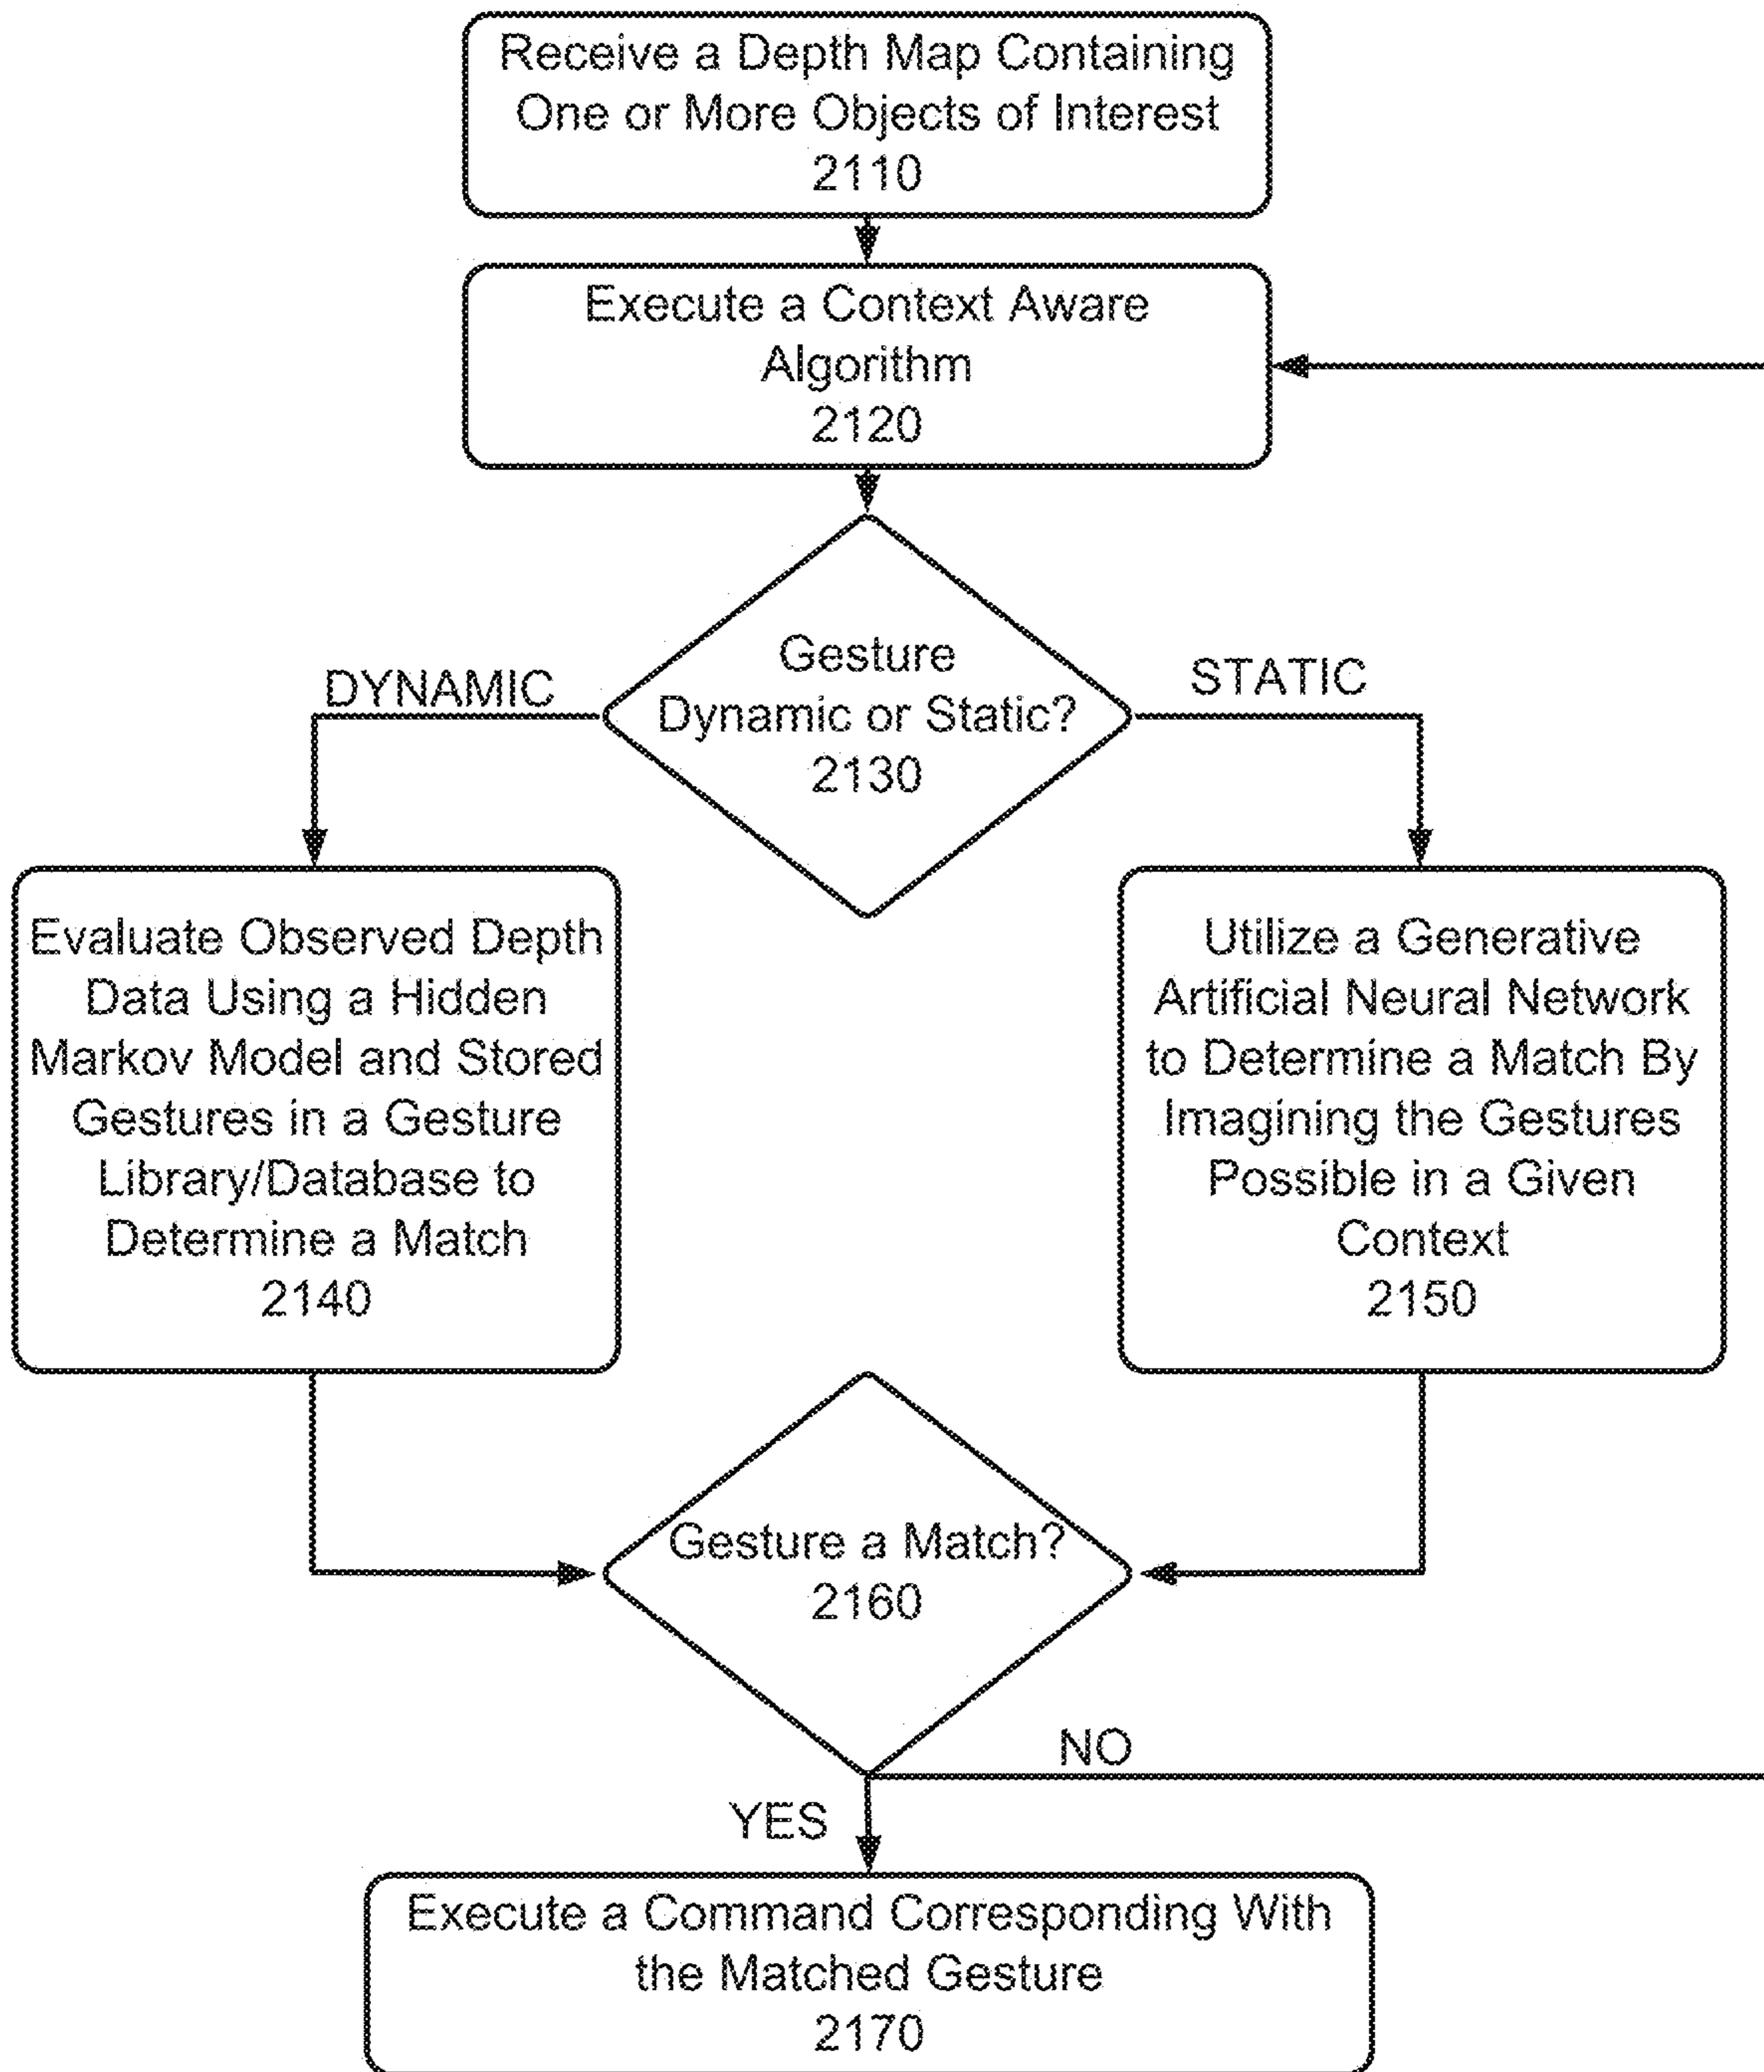 Receive a Depth Map Containing
One or More Objects of Interest
2110
Execute a Context Aware
Algorithm
2120
Gesture
Dynamic or Static?
2130
DYNAMIC
STATIC
Evaluate Observed Depth
Data Using a Hidden
Markov Model and Stored
Gestures in a Gesture
Library/Database to
Determine a Match
2140
Utilize a Generative
Artificial Neural Network
to Determine a Match By
Imagining the Gestures
Possible in a Given
Context
2150
Gesture a Match?
2160
NO
YES
Execute a Command Corresponding With
the Matched Gesture
2170